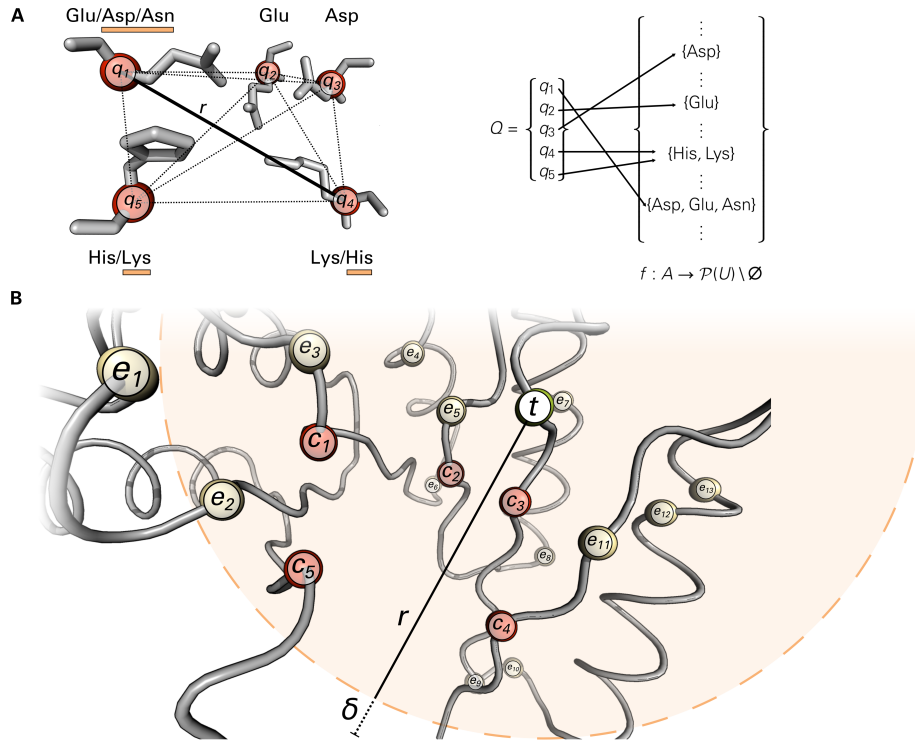 A
Glu/Asp/Asn Glu Asp
q1 q2 q3
r
q5 q4
His/Lys Lys/His
Q = { q1 q2 q3 q4 q5 }
⋮
{Asp}
⋮
{Glu}
⋮
{His, Lys}
⋮
{Asp, Glu, Asn}
⋮
f : A → P(U) \ Ø
B
e1 e3 e4 e5 t e7
c1 c2 e6 c3 e13
e2 e12
e11
c5 e8
r c4
e9 e10
δ